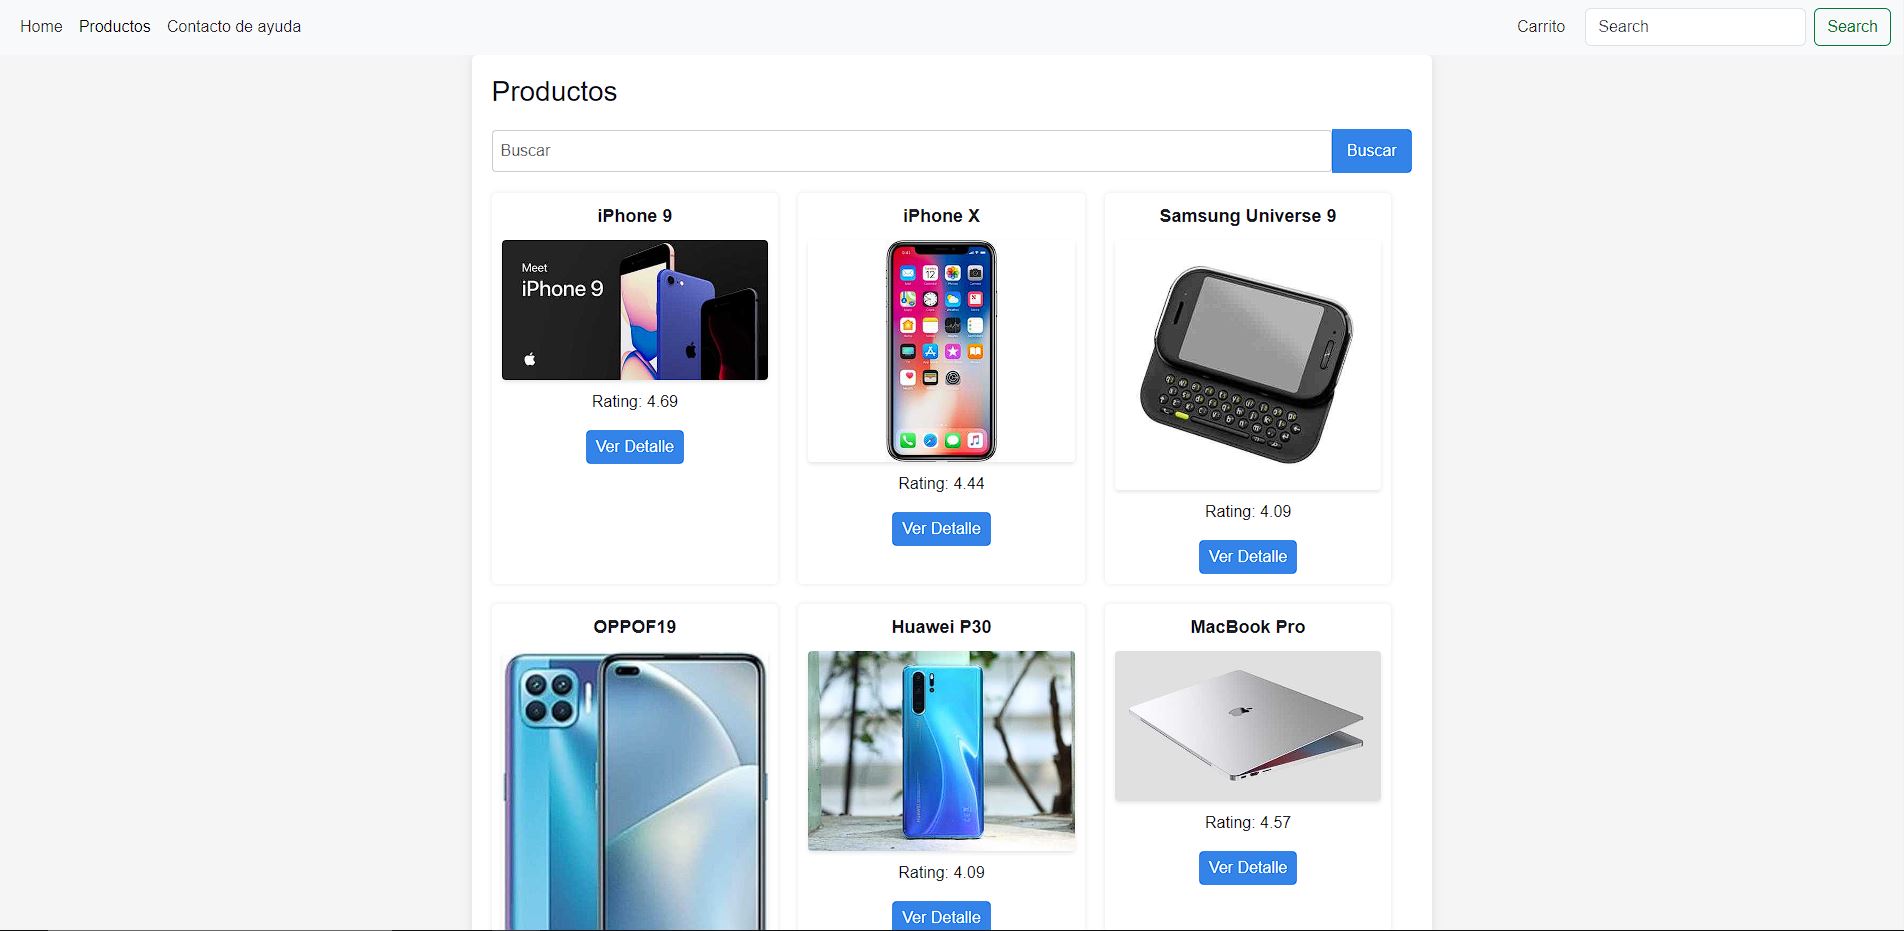 Home Productos Contacto de ayuda Carrito Search Search
Productos
Buscar Buscar
iPhone 9
Meet
iPhone 9
Rating: 4.69
Ver Detalle
iPhone X
Rating: 4.44
Ver Detalle
Samsung Universe 9
Rating: 4.09
Ver Detalle
OPPOF19
Huawei P30
Rating: 4.09
Ver Detalle
MacBook Pro
Rating: 4.57
Ver Detalle